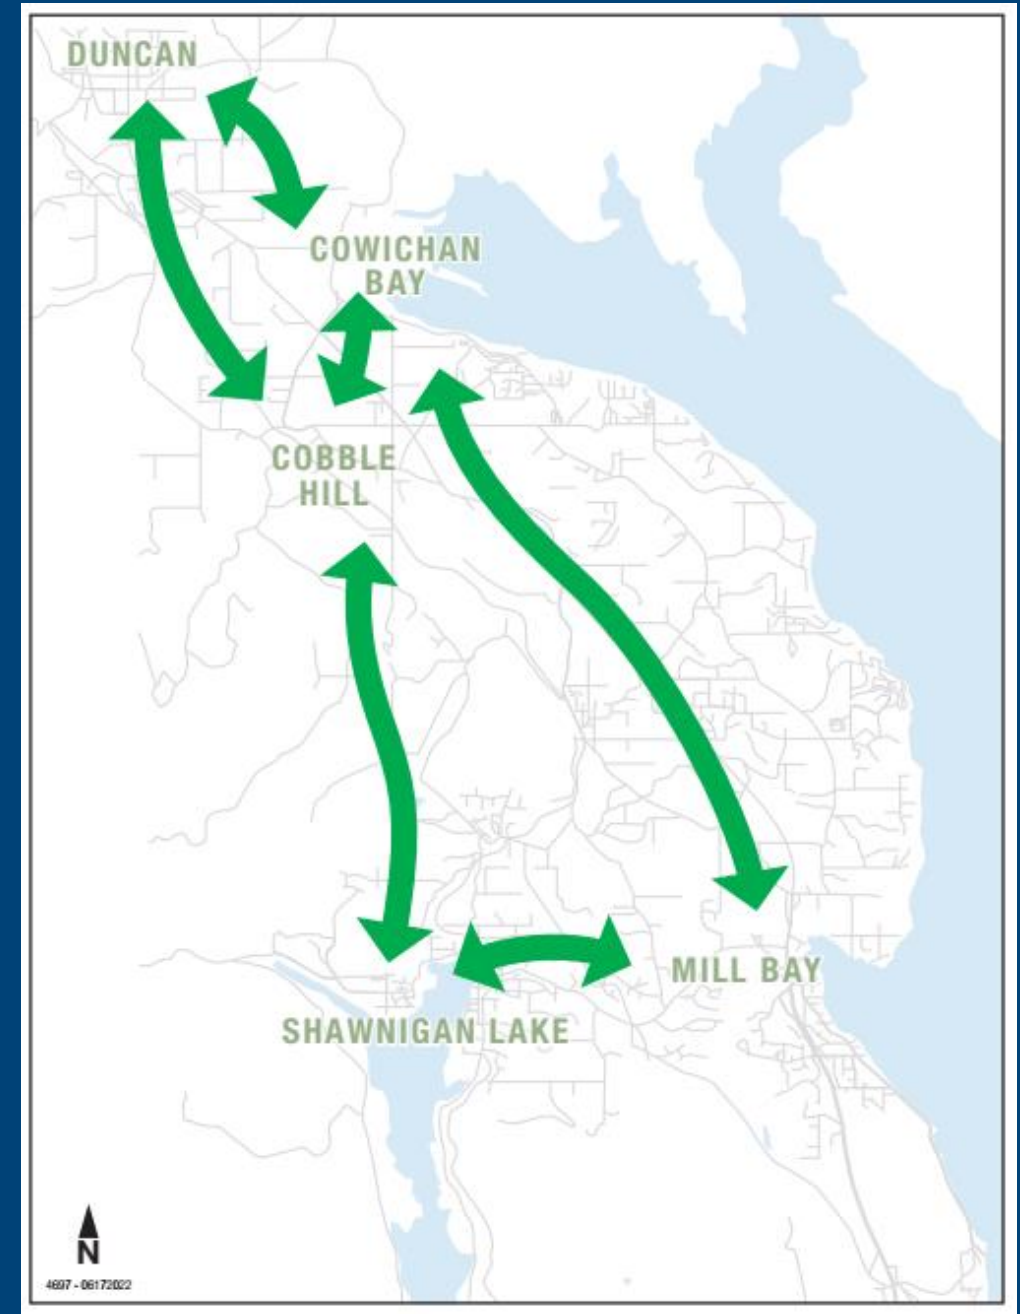 DUNCAN
COWICHAN
BAY
COBBLE
HILL
MILL BAY
SHAWNIGAN LAKE
N
4697 - 06172022